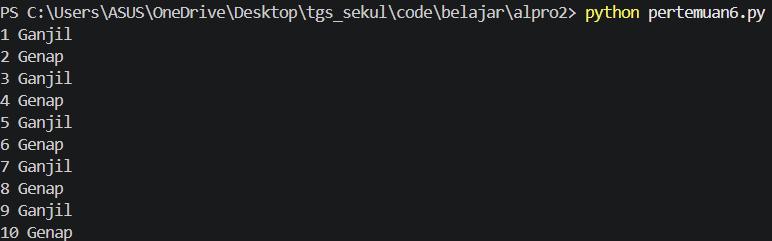 PS C:\Users\ASUS\OneDrive\Desktop\tgs_sekul\code\belajar\alpro2> python pertemuan6.py
1 Ganjil
2 Genap
3 Ganjil
4 Genap
5 Ganjil
6 Genap
7 Ganjil
8 Genap
9 Ganjil
10 Genap